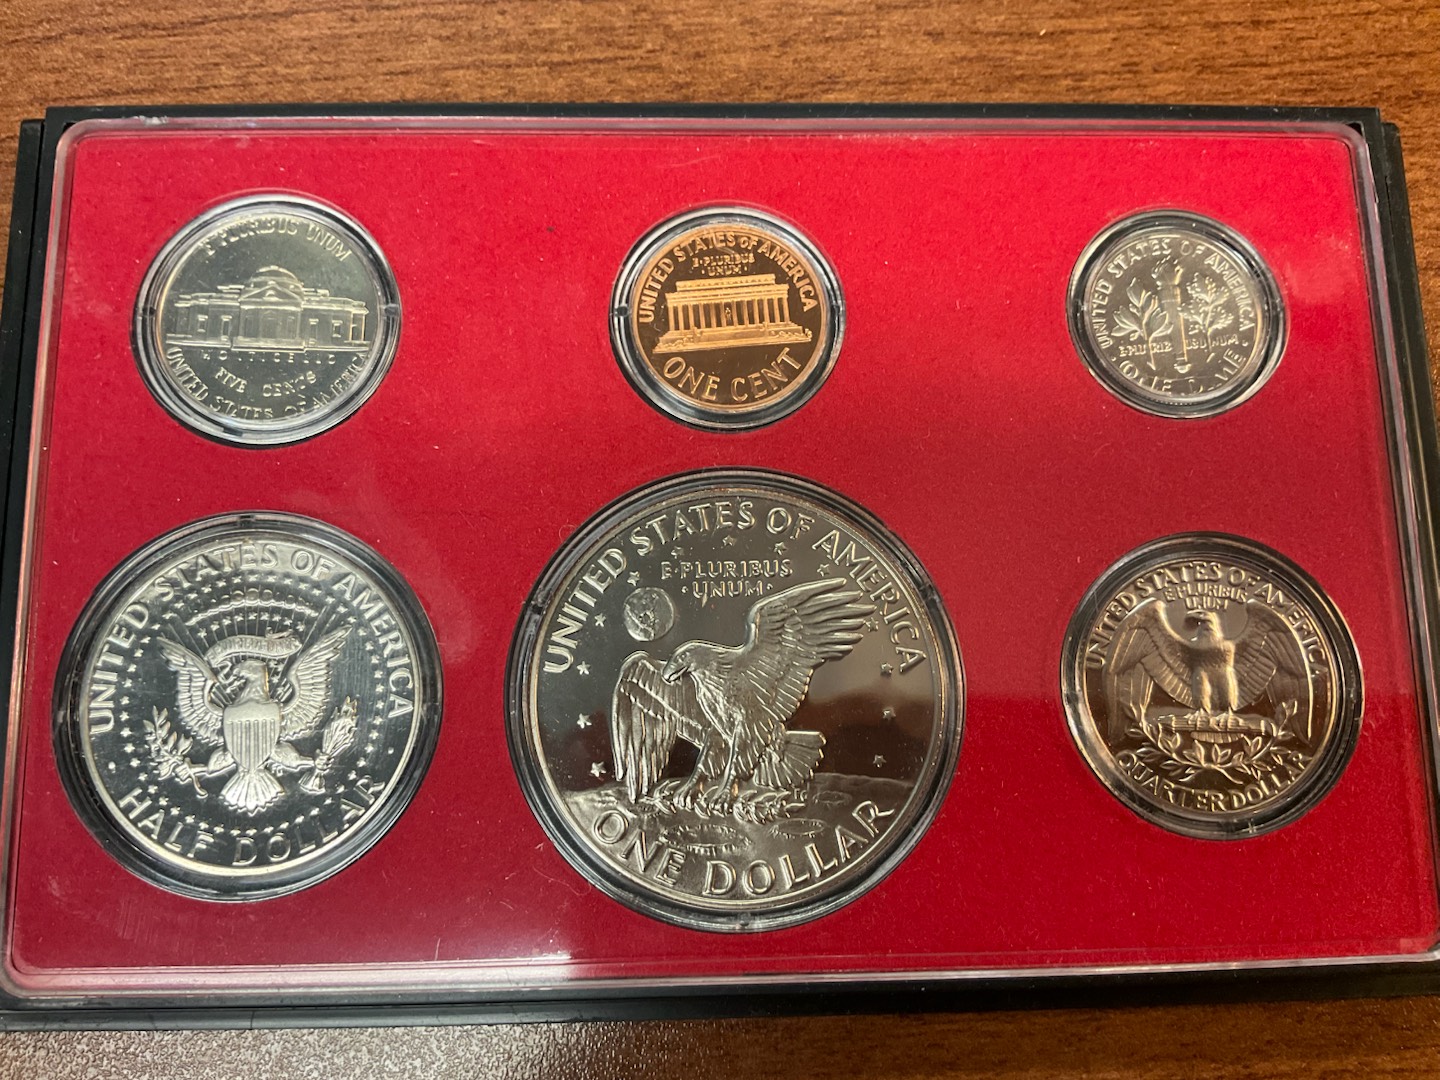 E PLURIBUS UNUM
MONTICELLO
FIVE CENTS
UNITED STATES OF AMERICA
UNITED STATES OF AMERICA
E·PLURIBUS
·UNUM·
ONE CENT
UNITED STATES OF AMERICA
E·PLURIBUS UNUM
·ONE DIME·
UNITED STATES OF AMERICA
· HALF DOLLAR ·
UNITED STATES OF AMERICA
E·PLURIBUS
·UNUM·
ONE DOLLAR
UNITED STATES OF AMERICA
E·PLURIBUS
UNUM
QUARTER DOLLAR